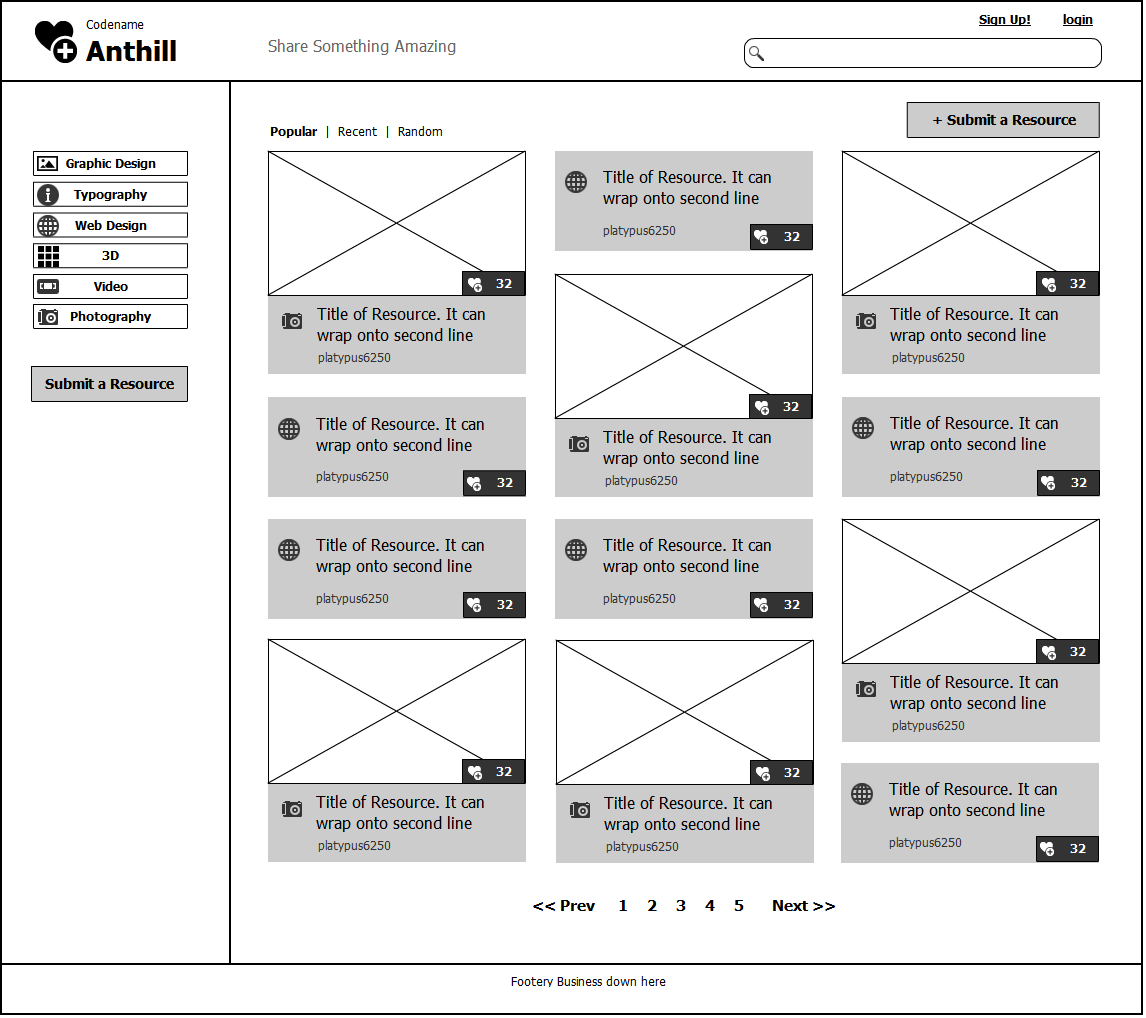 Codename
Anthill
Share Something Amazing
Sign Up! login
+ Submit a Resource
Popular | Recent | Random
Graphic Design
Typography
Web Design
3D
Video
Photography
Submit a Resource
32
Title of Resource. It can
wrap onto second line
platypus6250
Title of Resource. It can
wrap onto second line
platypus6250
32
32
Title of Resource. It can
wrap onto second line
platypus6250
Title of Resource. It can
wrap onto second line
platypus6250
32
32
Title of Resource. It can
wrap onto second line
platypus6250
Title of Resource. It can
wrap onto second line
platypus6250
32
Title of Resource. It can
wrap onto second line
platypus6250
32
Title of Resource. It can
wrap onto second line
platypus6250
32
32
Title of Resource. It can
wrap onto second line
platypus6250
32
Title of Resource. It can
wrap onto second line
platypus6250
32
Title of Resource. It can
wrap onto second line
platypus6250
Title of Resource. It can
wrap onto second line
platypus6250
32
<< Prev 1 2 3 4 5 Next >>
Footery Business down here